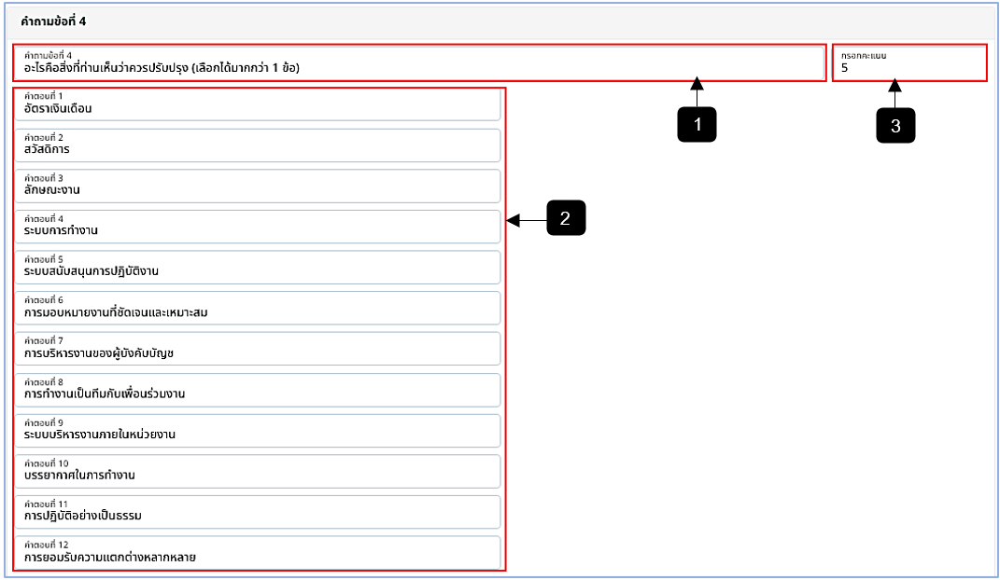 คำถามข้อที่ 4
คำถามข้อที่ 4
อะไรคือสิ่งที่ท่านเห็นว่าควรปรับปรุง (เลือกได้มากกว่า 1 ข้อ)
กรอกคะแนน
5
1
3
คำตอบที่ 1
อัตราเงินเดือน
คำตอบที่ 2
สวัสดิการ
คำตอบที่ 3
ลักษณะงาน
คำตอบที่ 4
ระบบการทำงาน
2
คำตอบที่ 5
ระบบสนับสนุนการปฏิบัติงาน
คำตอบที่ 6
การมอบหมายงานที่ชัดเจนและเหมาะสม
คำตอบที่ 7
การบริหารงานของผู้บังคับบัญช
คำตอบที่ 8
การทำงานเป็นทีมกับเพื่อนร่วมงาน
คำตอบที่ 9
ระบบบริหารงานภายในหน่วยงาน
คำตอบที่ 10
บรรยากาศในการทำงาน
คำตอบที่ 11
การปฏิบัติอย่างเป็นธรรม
คำตอบที่ 12
การยอมรับความแตกต่างหลากหลาย